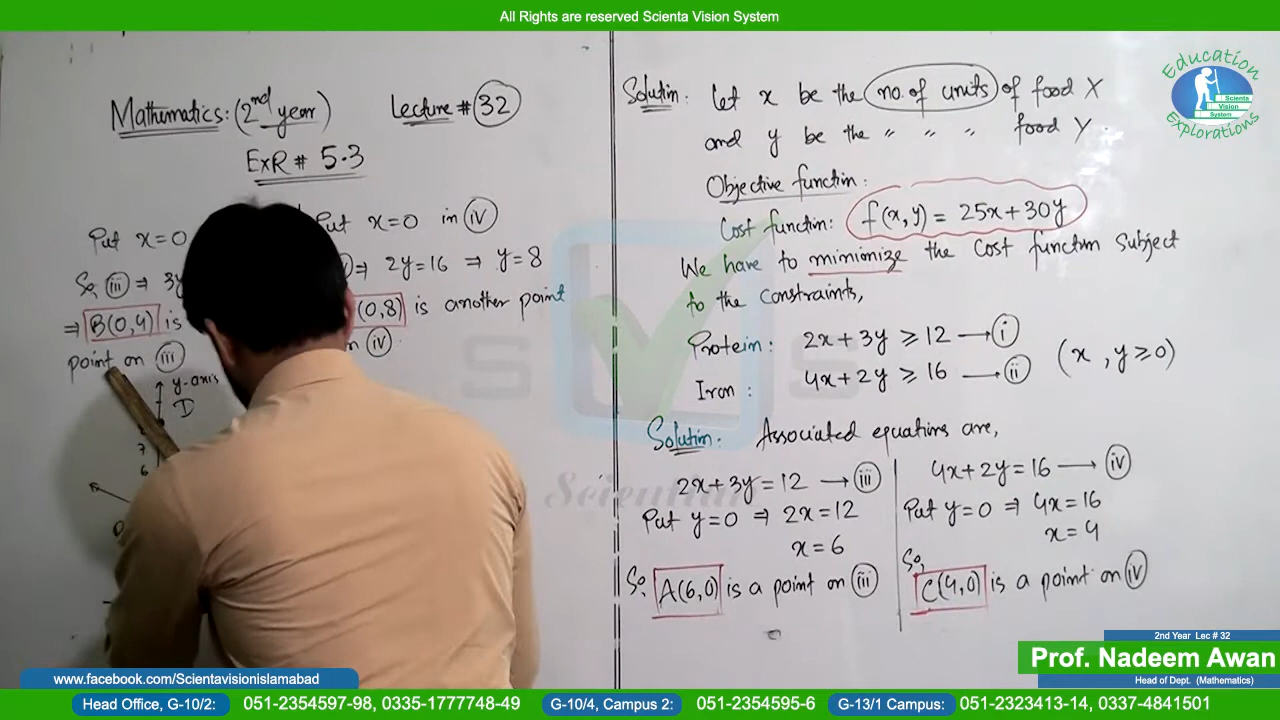 All Rights are reserved Scienta Vision System
Education
Scienta
Vision
System
Explorations
Mathematics: (2nd year)
Lecture # 32
ExR # 5.3
Put x=0
So, (iii) ⇒ 3y
⇒ B(0,4) is
point on (iii)
y-axis
D
7
6
Put x=0 in (iv)
⇒ 2y=16 ⇒ y=8
(0,8) is another point
(iv)
Solution: Let x be the no. of units of food X
and y be the " " " food Y
Objective function:
Cost function: f(x,y) = 25x+30y
We have to mimimize the cost function subject
to the constraints,
Protein: 2x+3y ≥ 12 → (i)
(x, y ≥ 0)
Iron: 4x+2y ≥ 16 → (ii)
Solution: Associated equations are,
2x+3y=12 → (iii)
Put y=0 ⇒ 2x=12
x=6
So, A(6,0) is a point on (iii)
4x+2y=16 → (iv)
Put y=0 ⇒ 4x=16
x=4
So, C(4,0) is a point on (iv)
2nd Year Lec # 32
Prof. Nadeem Awan
Head of Dept. (Mathematics)
www.facebook.com/Scientavisionislamabad
Head Office, G-10/2: 051-2354597-98, 0335-1777748-49 G-10/4, Campus 2: 051-2354595-6 G-13/1 Campus: 051-2323413-14, 0337-4841501